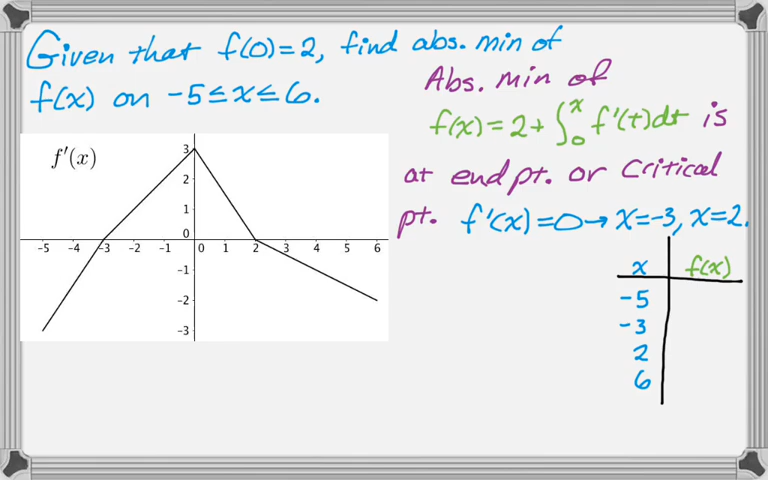 Given that f(0)=2, find abs. min of
f(x) on -5≤x≤6.
Abs. min of
f(x)=2+∫₀ˣ f'(t)dt is
at end pt. or critical
pt. f'(x)=0→x=-3, x=2.
f'(x)
3
2
1
0
-5 -4 -3 -2 -1 0 1 2 3 4 5 6
-1
-2
-3
x f(x)
-5
-3
2
6